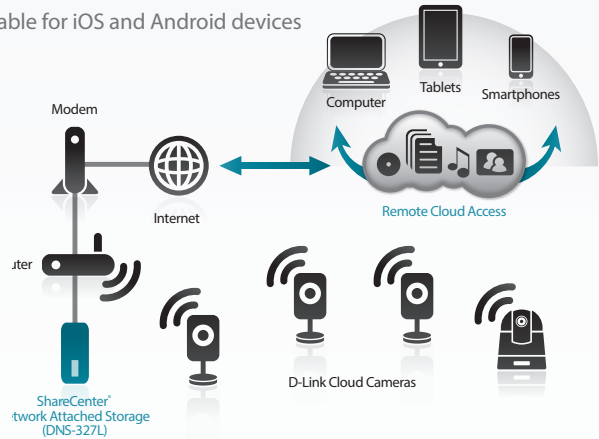 able for iOS and Android devices
Computer
Tablets
Smartphones
Modem
Internet
Remote Cloud Access
uter
D-Link Cloud Cameras
ShareCenter®
twork Attached Storage
(DNS-327L)